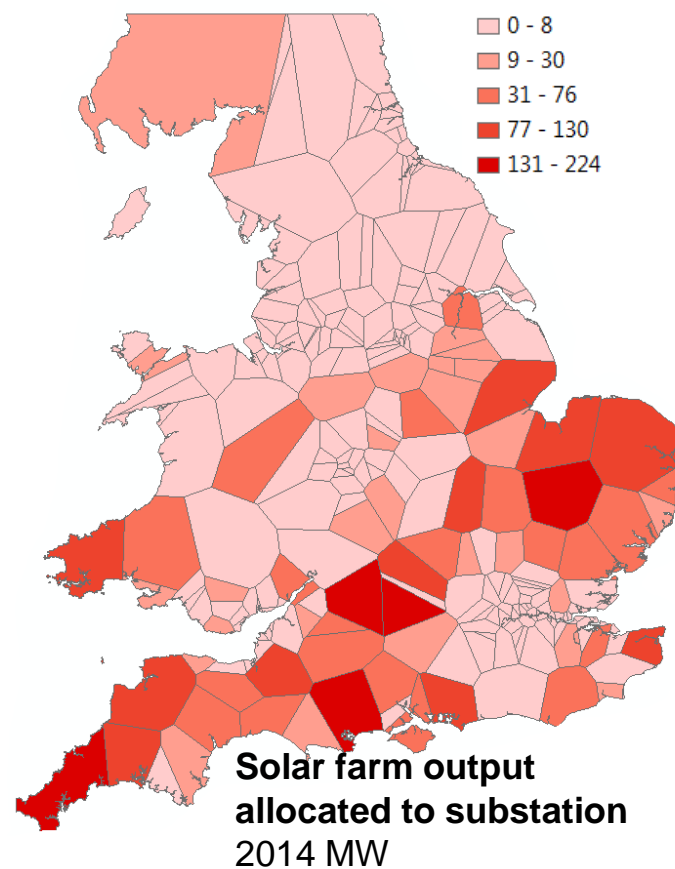 0 - 8
9 - 30
31 - 76
77 - 130
131 - 224
Solar farm output
allocated to substation
2014 MW